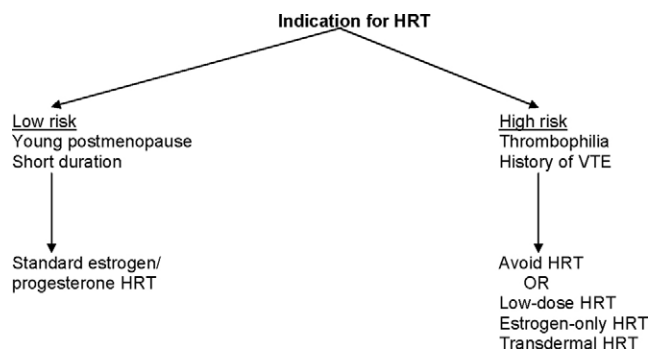 Indication for HRT
Low risk
Young postmenopause
Short duration
High risk
Thrombophilia
History of VTE
Standard estrogen/
progesterone HRT
Avoid HRT
OR
Low-dose HRT
Estrogen-only HRT
Transdermal HRT